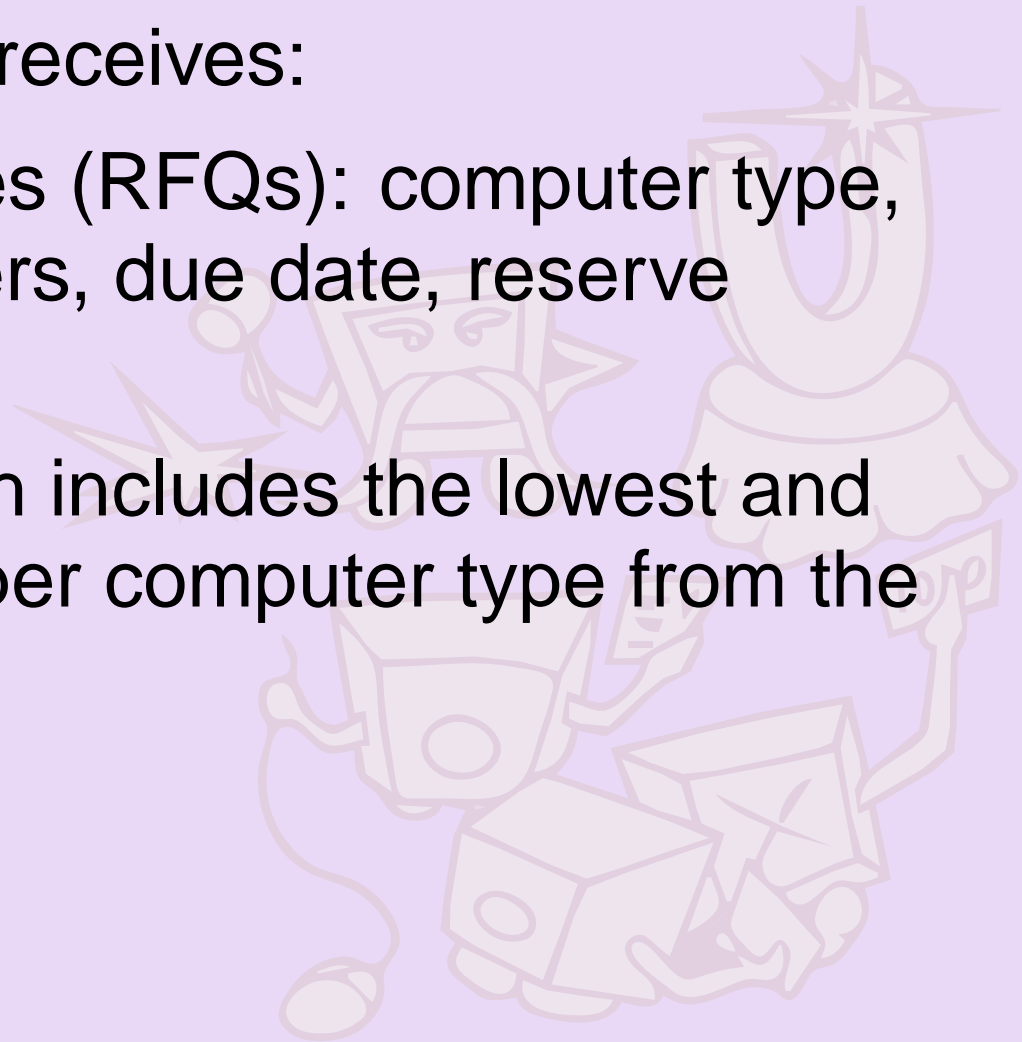 receives:
es (RFQs): computer type,
ers, due date, reserve
n includes the lowest and
per computer type from the